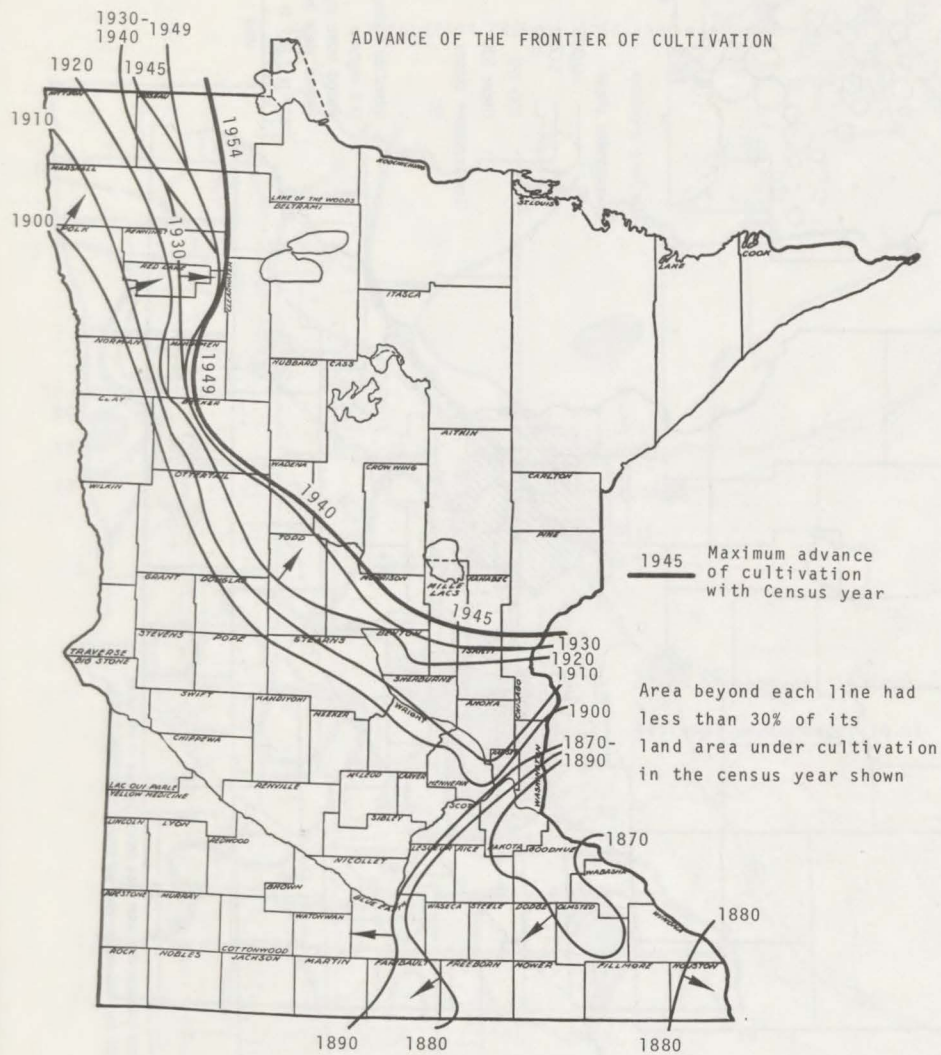 ADVANCE OF THE FRONTIER OF CULTIVATION
1930-
1940
1949
1920
1945
1910
1954
MARSHALL
LAKE OF THE WOODS
BELTRAMI
KOOCHICHING
ST. LOUIS
LAKE
COOK
1900
POLK
1930
RED LAKE
CLEARWATER
ITASCA
NORMAN
1949
HUBBARD
CASS
CLAY
BECKER
AITKIN
OTTERTAIL
WADENA
CROW WING
CARLTON
WILKIN
1940
PINE
TODD
1945
Maximum advance
of cultivation
with Census year
GRANT
DOUGLAS
MORRISON
MILLE
LACS
KANABEC
1945
STEVENS
POPE
STEARNS
BENTON
ISANTI
1930
1920
1910
TRAVERSE
BIG STONE
SHERBURNE
CHISAGO
SWIFT
KANDIYOHI
MEEKER
WRIGHT
ANOKA
1900
Area beyond each line had
less than 30% of its
land area under cultivation
in the census year shown
CHIPPEWA
1870-
1890
WASHINGTON
LAC QUI PARLE
YELLOW MEDICINE
RENVILLE
McLEOD
CARVER
HENNEPIN
SCOTT
LINCOLN
LYON
REDWOOD
SIBLEY
NICOLLET
LESUEUR
RICE
DAKOTA
GOODHUE
1870
WABASHA
PIPESTONE
MURRAY
BROWN
BLUE EARTH
WATONWAN
WASECA
STEELE
DODGE
OLMSTED
WINONA
1880
ROCK
NOBLES
COTTONWOOD
JACKSON
MARTIN
FARIBAULT
FREEBORN
MOWER
FILLMORE
HOUSTON
1890
1880
1880